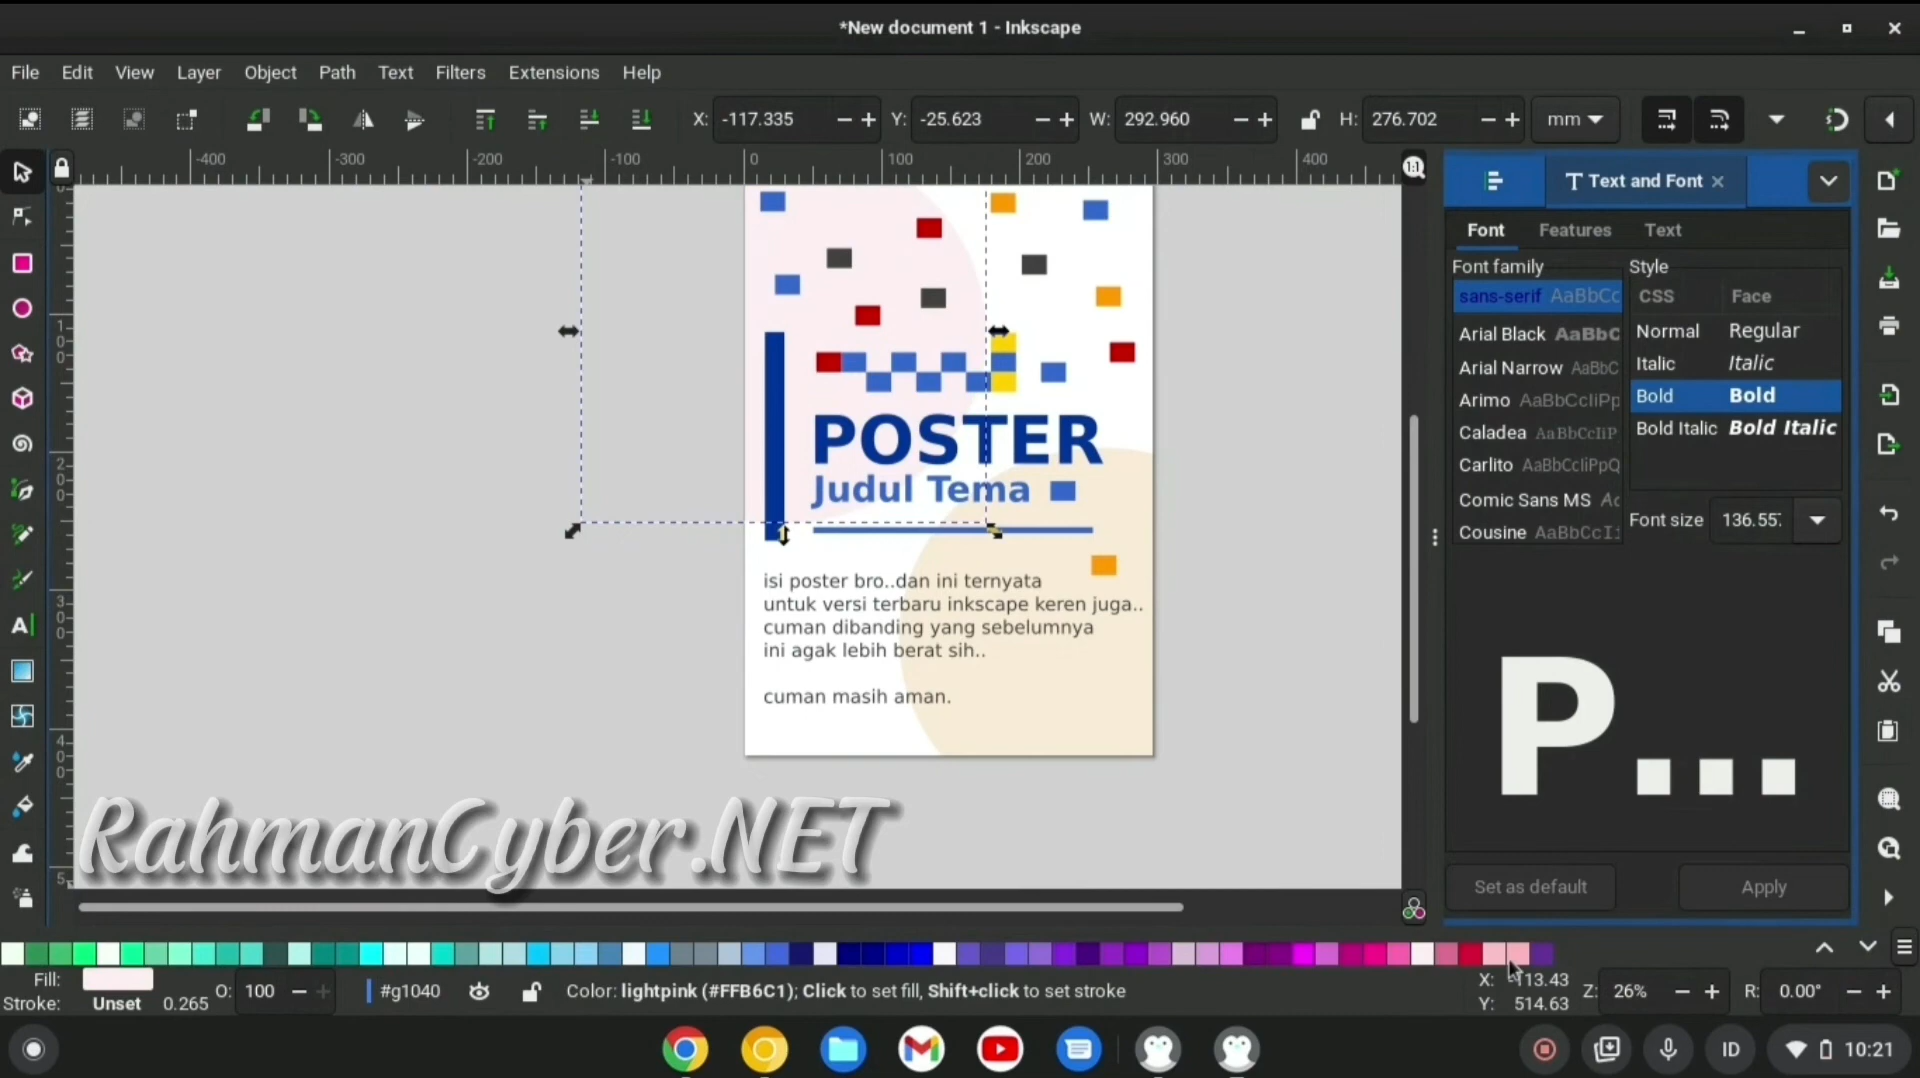 *New document 1 - Inkscape
File Edit View Layer Object Path Text Filters Extensions Help
X: -117.335 Y: -25.623 W: 292.960 H: 276.702 mm
-400 -300 -200 -100 0 100 200 300 400
1:1
Text and Font
Font Features Text
Font family
sans-serif AaBbCc
Arial Black AaBbC
Arial Narrow AaBbC
Arimo AaBbCcIiPp
Caladea AaBbCcIiP
Carlito AaBbCcIiPpQ
Comic Sans MS
Cousine AaBbCcIi
Style
CSS Face
Normal Regular
Italic Italic
Bold Bold
Bold Italic Bold Italic
Font size 136.557
P...
Set as default Apply
POSTER
Judul Tema
isi poster bro..dan ini ternyata
untuk versi terbaru inkscape keren juga..
cuman dibanding yang sebelumnya
ini agak lebih berat sih..
cuman masih aman.
RahmanCyber.NET
Fill:
Stroke: Unset 0.265
O: 100
#g1040
Color: lightpink (#FFB6C1); Click to set fill, Shift+click to set stroke
X: 113.43
Y: 514.63
Z: 26%
R: 0.00°
ID
10:21